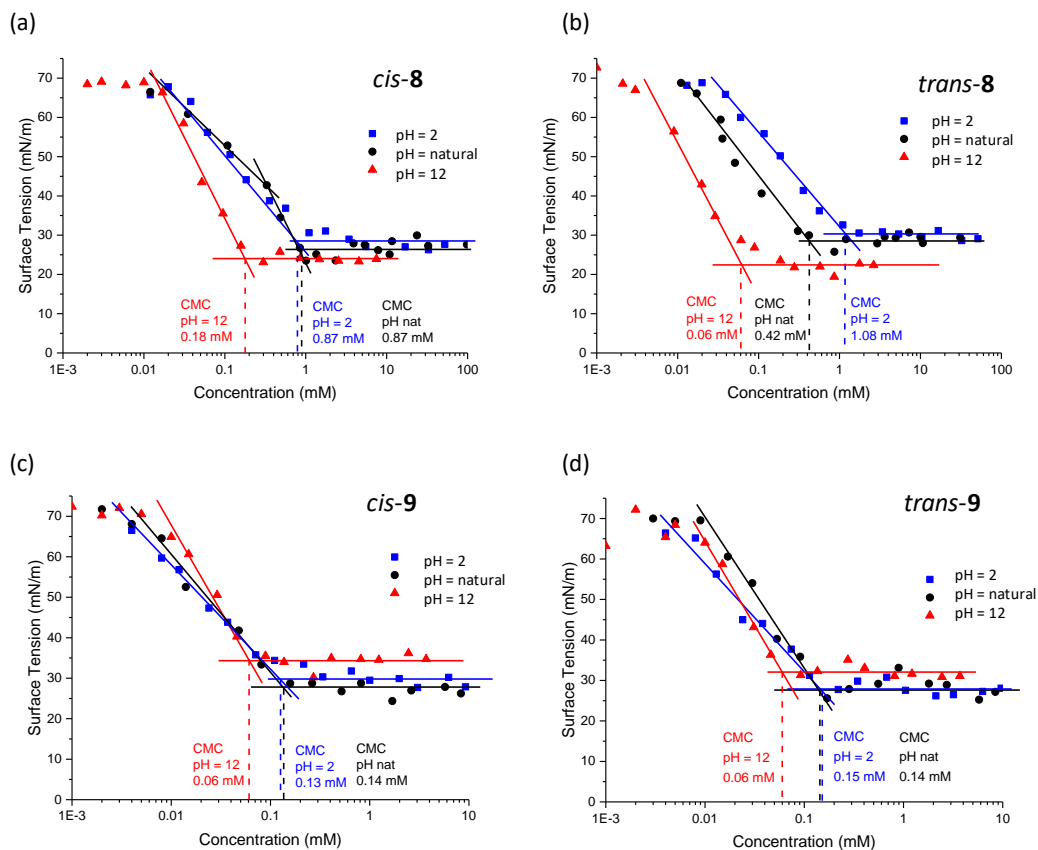 (a)
cis-8
pH = 2
pH = natural
pH = 12
Surface Tension (mN/m)
70
60
50
40
30
20
10
0
CMC
pH = 12
0.18 mM
CMC
pH = 2
0.87 mM
CMC
pH nat
0.87 mM
1E-3 0.01 0.1 1 10 100
Concentration (mM)
(b)
trans-8
pH = 2
pH = natural
pH = 12
Surface Tension (mN/m)
70
60
50
40
30
20
10
0
CMC
pH = 12
0.06 mM
CMC
pH nat
0.42 mM
CMC
pH = 2
1.08 mM
1E-3 0.01 0.1 1 10 100
Concentration (mM)
(c)
cis-9
pH = 2
pH = natural
pH = 12
Surface Tension (mN/m)
70
60
50
40
30
20
10
0
CMC
pH = 12
0.06 mM
CMC
pH = 2
0.13 mM
CMC
pH nat
0.14 mM
1E-3 0.01 0.1 1 10
Concentration (mM)
(d)
trans-9
pH = 2
pH = natural
pH = 12
Surface Tension (mN/m)
70
60
50
40
30
20
10
0
CMC
pH = 12
0.06 mM
CMC
pH = 2
0.15 mM
CMC
pH nat
0.14 mM
1E-3 0.01 0.1 1 10
Concentration (mM)